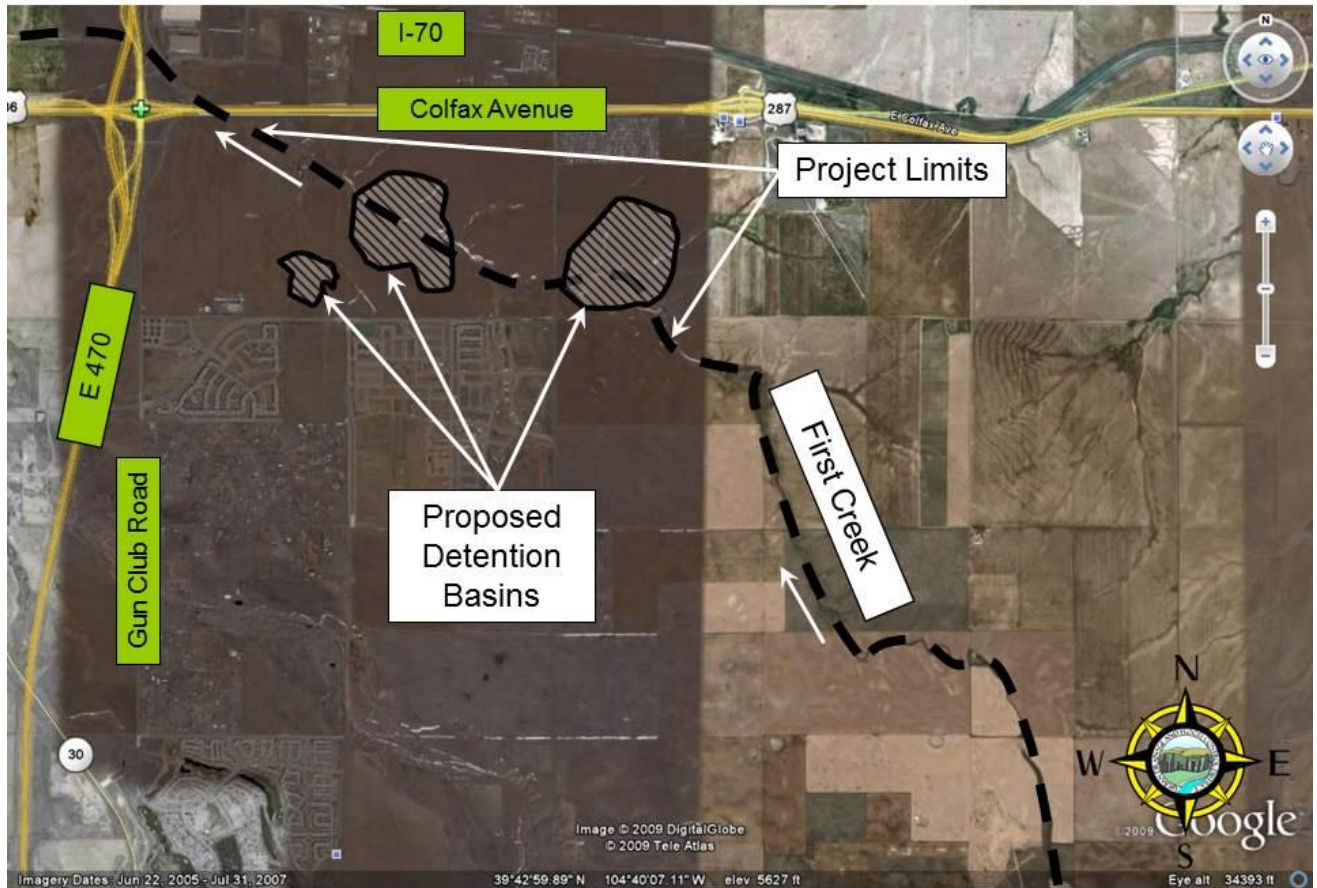 I-70
N
36
Colfax Avenue
287
E Colfax Ave
Project Limits
E 470
First Creek
Gun Club Road
Proposed
Detention
Basins
30
N
W
E
S
Image © 2009 DigitalGlobe
© 2009 Tele Atlas
©2009 Google
Imagery Dates: Jun 22, 2005 - Jul 31, 2007
39°42'59.89" N 104°40'07.11" W elev 5627 ft
Eye alt 34393 ft